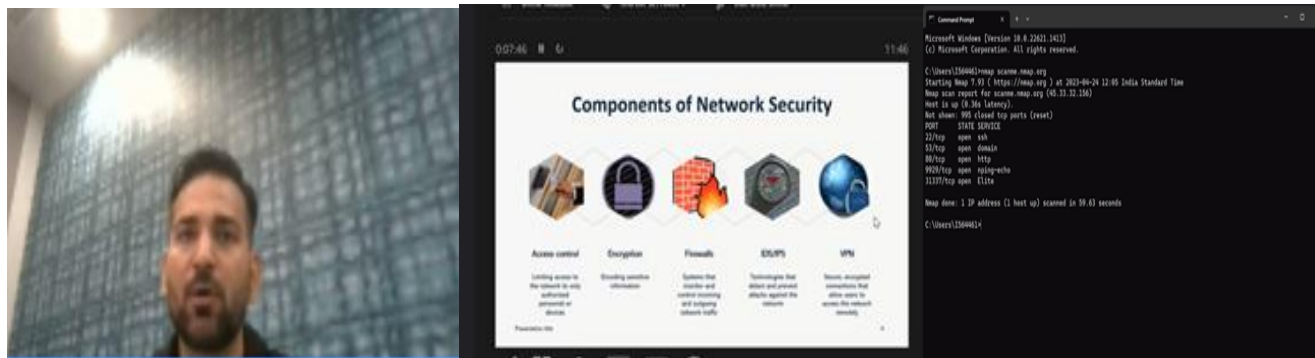 0:07:46
11:46
Components of Network Security
Access control
Encryption
Firewalls
IDS/IPS
VPN
Limiting access to
the network to only
authorized
personnel or
devices
Encoding sensitive
information
Systems that
monitor and
control incoming
and outgoing
network traffic
Technologies that
detect and prevent
attacks against the
network
Secure, encrypted
connections that
allow users to
access the network
remotely
Presentation title
Command Prompt
Microsoft Windows [Version 10.0.22621.1413]
(c) Microsoft Corporation. All rights reserved.
C:\Users\I564461>nmap scanme.nmap.org
Starting Nmap 7.93 ( https://nmap.org ) at 2023-04-24 12:05 India Standard Time
Nmap scan report for scanme.nmap.org (45.33.32.156)
Host is up (0.36s latency).
Not shown: 995 closed tcp ports (reset)
PORT STATE SERVICE
22/tcp open ssh
53/tcp open domain
80/tcp open http
9929/tcp open nping-echo
31337/tcp open Elite
Nmap done: 1 IP address (1 host up) scanned in 59.63 seconds
C:\Users\I564461>